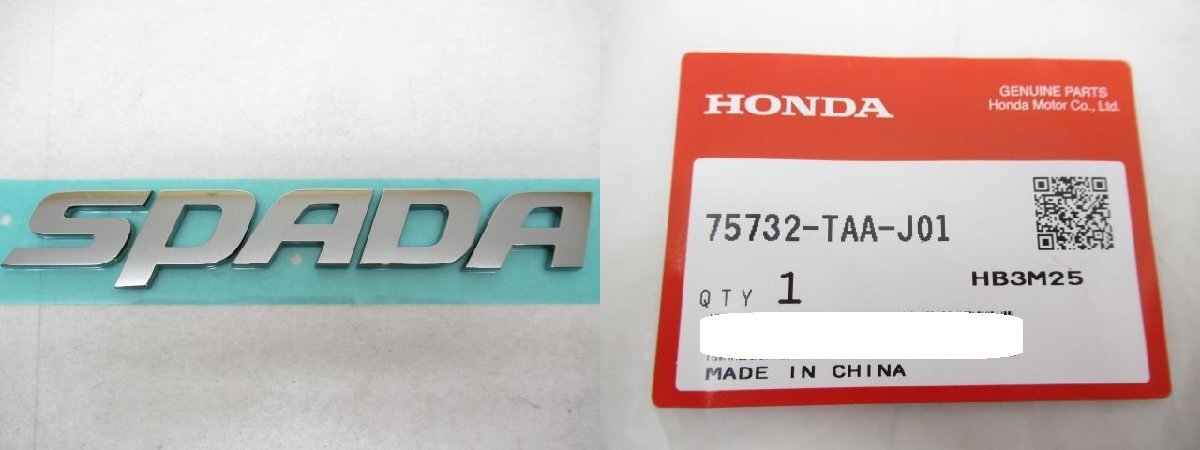 SPADA
HONDA
GENUINE PARTS
Honda Motor Co., Ltd.
75732-TAA-J01
HB3M25
QTY 1
MADE IN CHINA